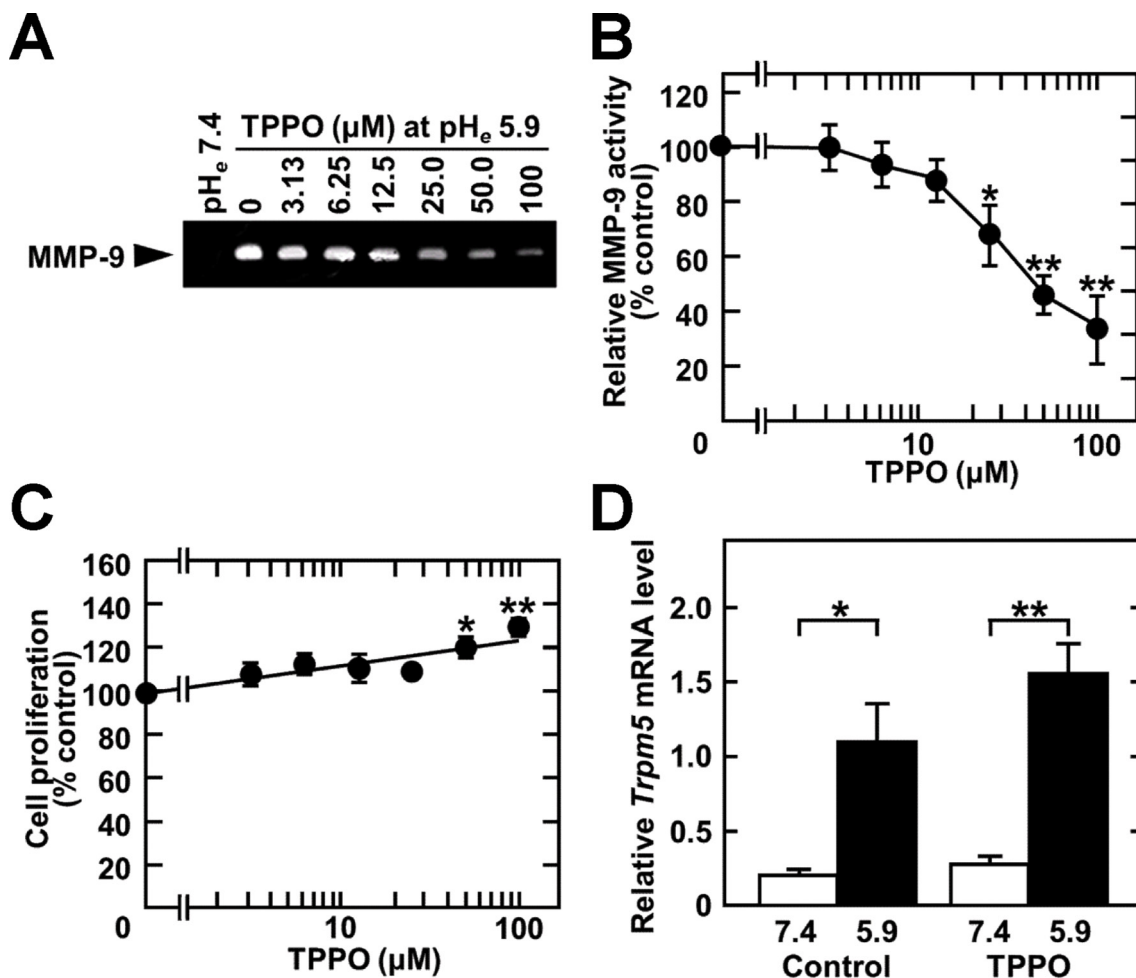 A
pHe 7.4
TPPO (µM) at pHe 5.9
0
3.13
6.25
12.5
25.0
50.0
100
MMP-9
B
Relative MMP-9 activity
(% control)
120
100
80
60
40
20
0
10
100
*
**
**
TPPO (µM)
C
Cell proliferation
(% control)
160
140
120
100
80
60
40
20
0
10
100
*
**
TPPO (µM)
D
Relative Trpm5 mRNA level
2.0
1.5
1.0
0.5
0
*
**
7.4 5.9 7.4 5.9
Control TPPO